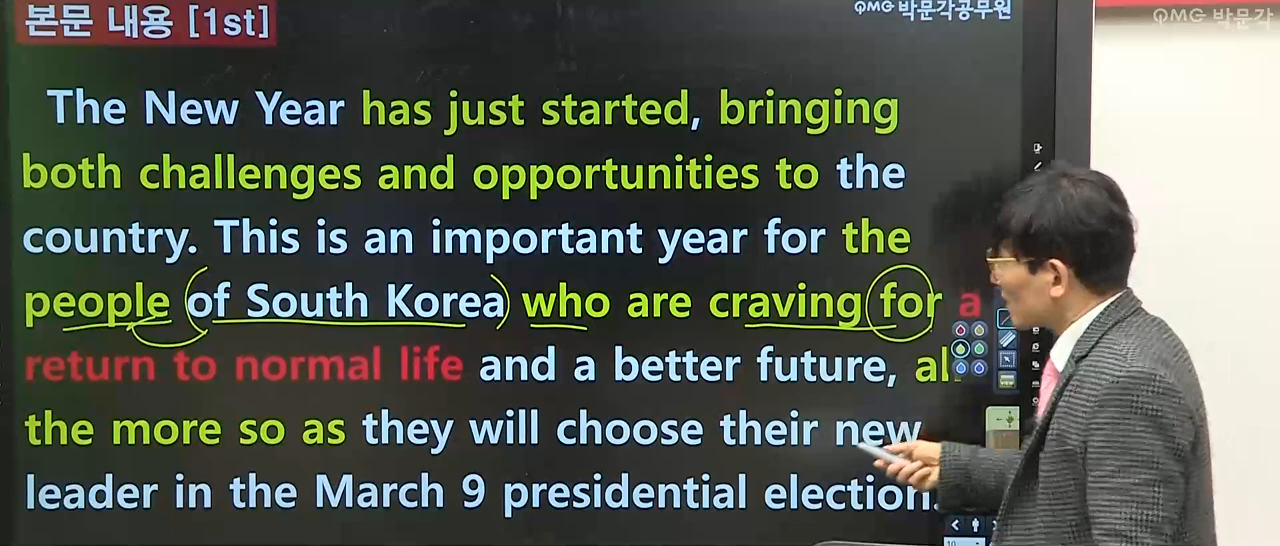 본문 내용 [1st]
PMG 박문각공무원
PMG 박문각
The New Year has just started, bringing
both challenges and opportunities to the
country. This is an important year for the
people of South Korea who are craving for a
return to normal life and a better future, all
the more so as they will choose their new
leader in the March 9 presidential election.